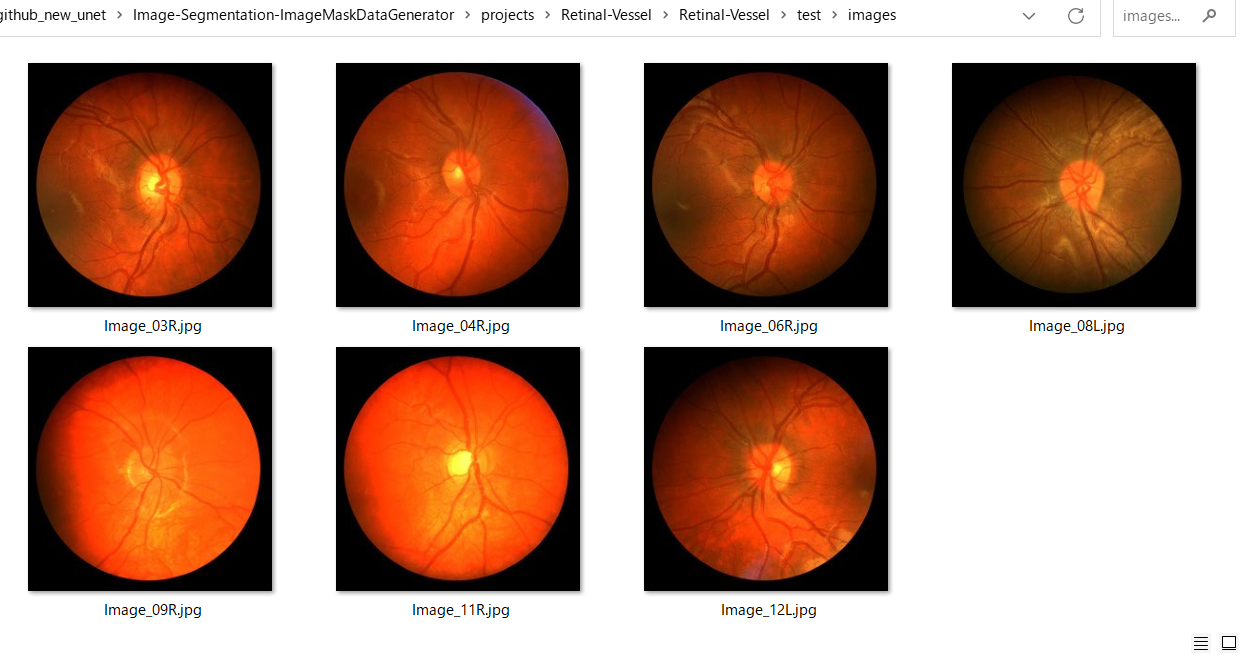 github_new_unet > Image-Segmentation-ImageMaskDataGenerator > projects > Retinal-Vessel > Retinal-Vessel > test > images
images...
Image_03R.jpg
Image_04R.jpg
Image_06R.jpg
Image_08L.jpg
Image_09R.jpg
Image_11R.jpg
Image_12L.jpg